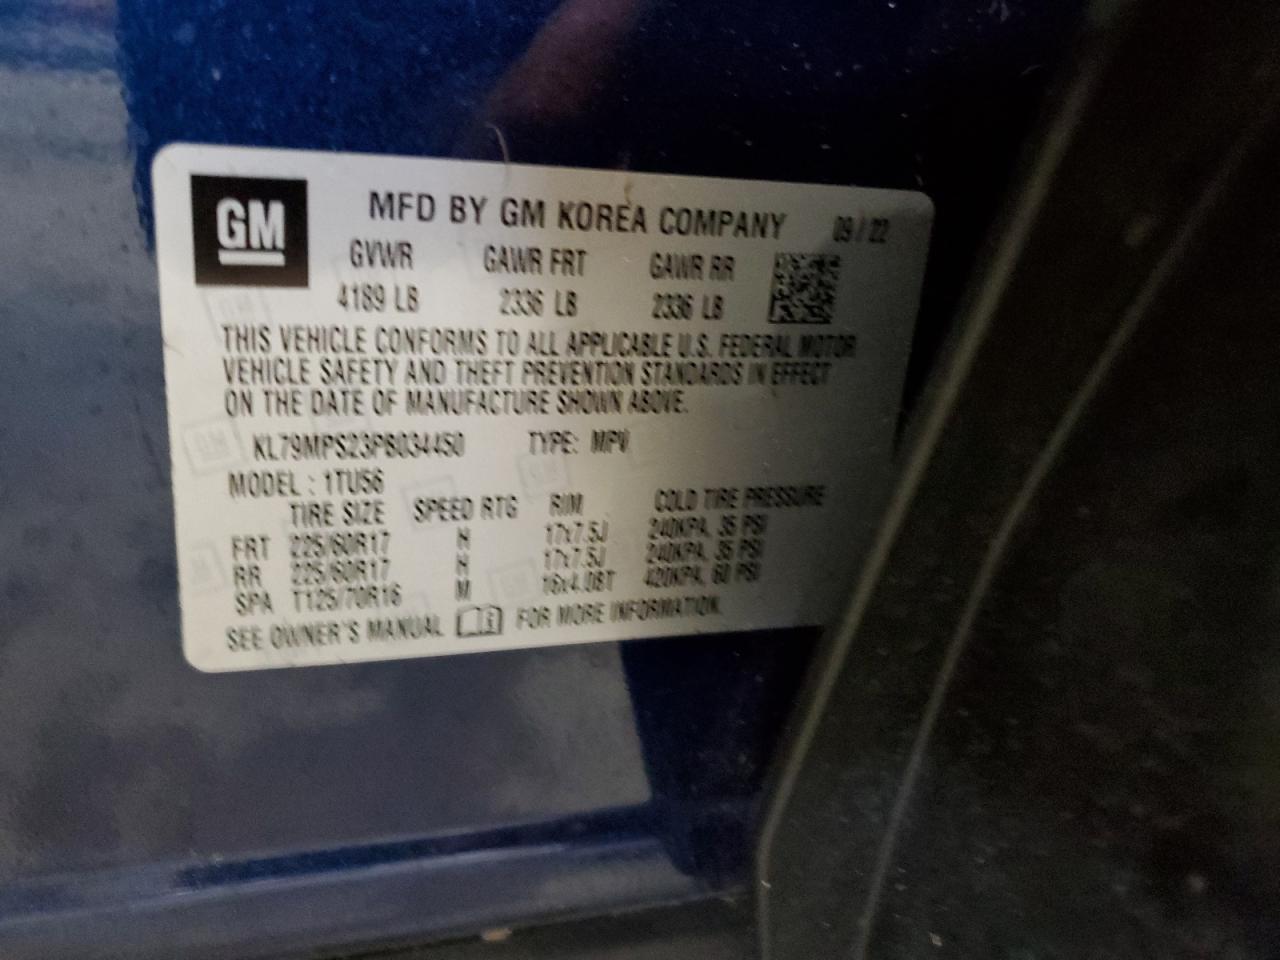 GM
MFD BY GM KOREA COMPANY 09/22
GVWR GAWR FRT GAWR RR
4189 LB 2336 LB 2336 LB
THIS VEHICLE CONFORMS TO ALL APPLICABLE U.S. FEDERAL MOTOR
VEHICLE SAFETY AND THEFT PREVENTION STANDARDS IN EFFECT
ON THE DATE OF MANUFACTURE SHOWN ABOVE.
KL79MPS23PB034450 TYPE: MPV
MODEL : 1TU56
TIRE SIZE SPEED RTG RIM COLD TIRE PRESSURE
FRT 225/60R17 H 17x7.5J 240KPA, 35 PSI
RR 225/60R17 H 17x7.5J 240KPA, 35 PSI
SPA T125/70R16 M 16x4.0BT 420KPA, 60 PSI
SEE OWNER'S MANUAL FOR MORE INFORMATION.